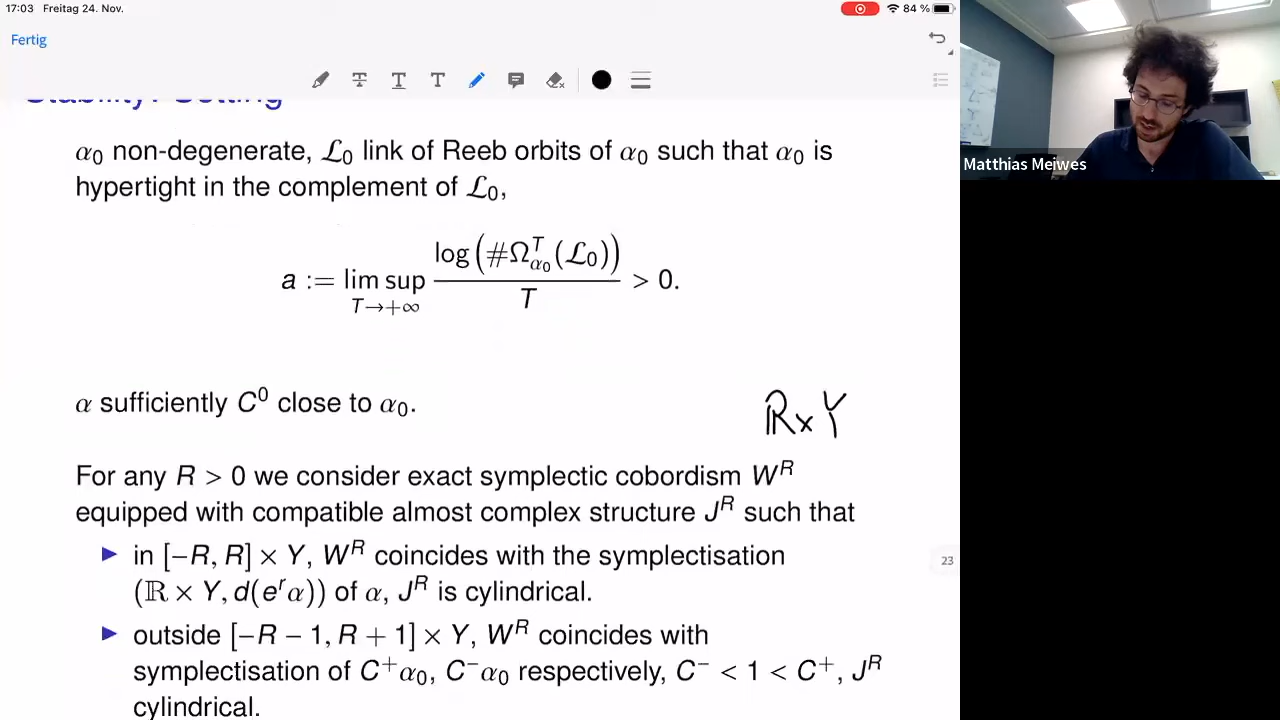 17:03 Freitag 24. Nov.
84 %
Fertig
Stability: Setting
α₀ non-degenerate, ℒ₀ link of Reeb orbits of α₀ such that α₀ is
hypertight in the complement of ℒ₀,
a := lim sup_{T→+∞} log(#Ω^T_{α₀}(ℒ₀)) / T > 0.
α sufficiently C⁰ close to α₀.
ℝ × Y
For any R > 0 we consider exact symplectic cobordism W^R
equipped with compatible almost complex structure J^R such that
▶ in [−R, R] × Y, W^R coincides with the symplectisation
(ℝ × Y, d(e^r α)) of α, J^R is cylindrical.
▶ outside [−R − 1, R + 1] × Y, W^R coincides with
symplectisation of C⁺α₀, C⁻α₀ respectively, C⁻ < 1 < C⁺, J^R
cylindrical.
23
Matthias Meiwes